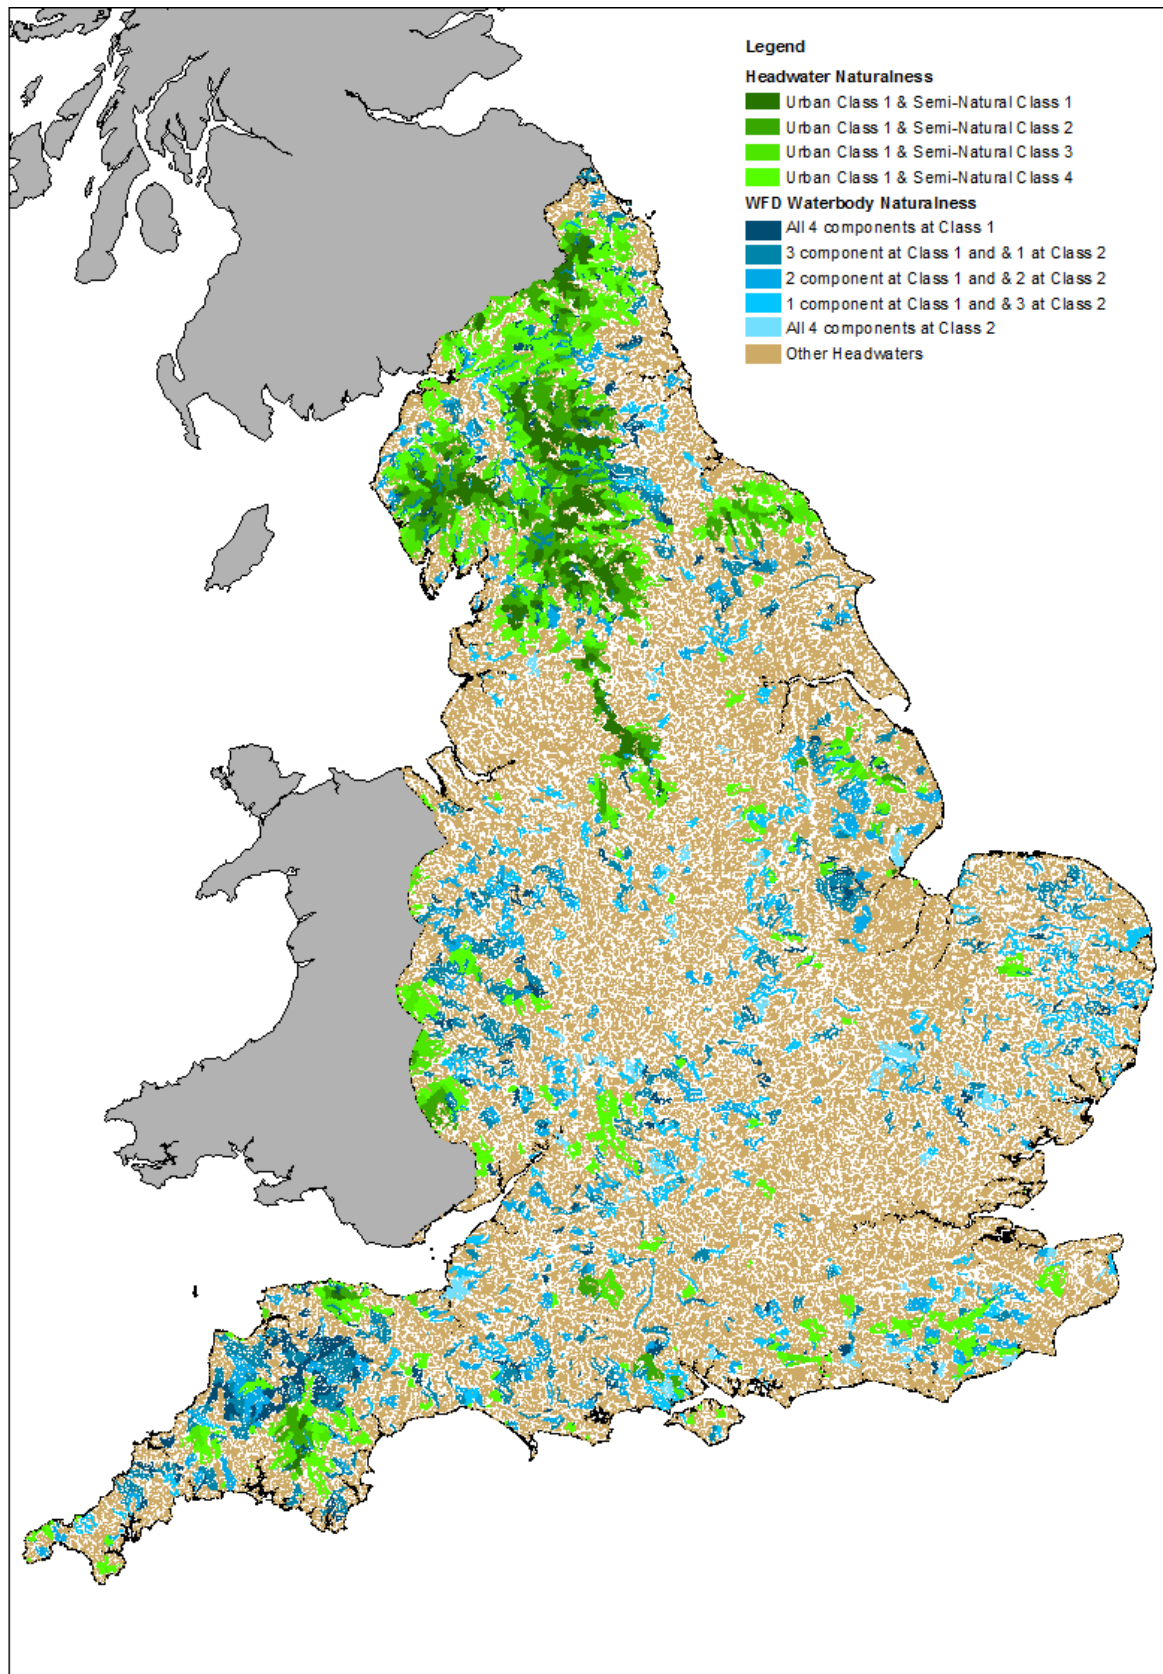 Legend
Headwater Naturalness
Urban Class 1 & Semi-Natural Class 1
Urban Class 1 & Semi-Natural Class 2
Urban Class 1 & Semi-Natural Class 3
Urban Class 1 & Semi-Natural Class 4
WFD Waterbody Naturalness
All 4 components at Class 1
3 component at Class 1 and & 1 at Class 2
2 component at Class 1 and & 2 at Class 2
1 component at Class 1 and & 3 at Class 2
All 4 components at Class 2
Other Headwaters